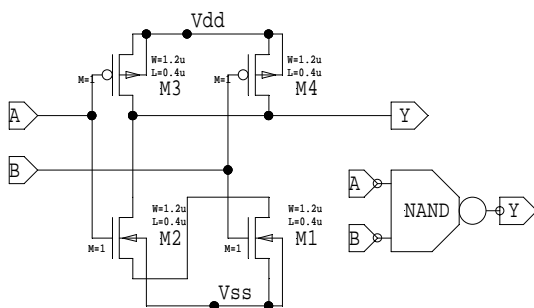 Vdd
W=1.2u
L=0.4u
M=1
M3
W=1.2u
L=0.4u
M=1
M4
A
Y
B
A
NAND
Y
B
W=1.2u
L=0.4u
M=1
M2
W=1.2u
L=0.4u
M=1
M1
Vss